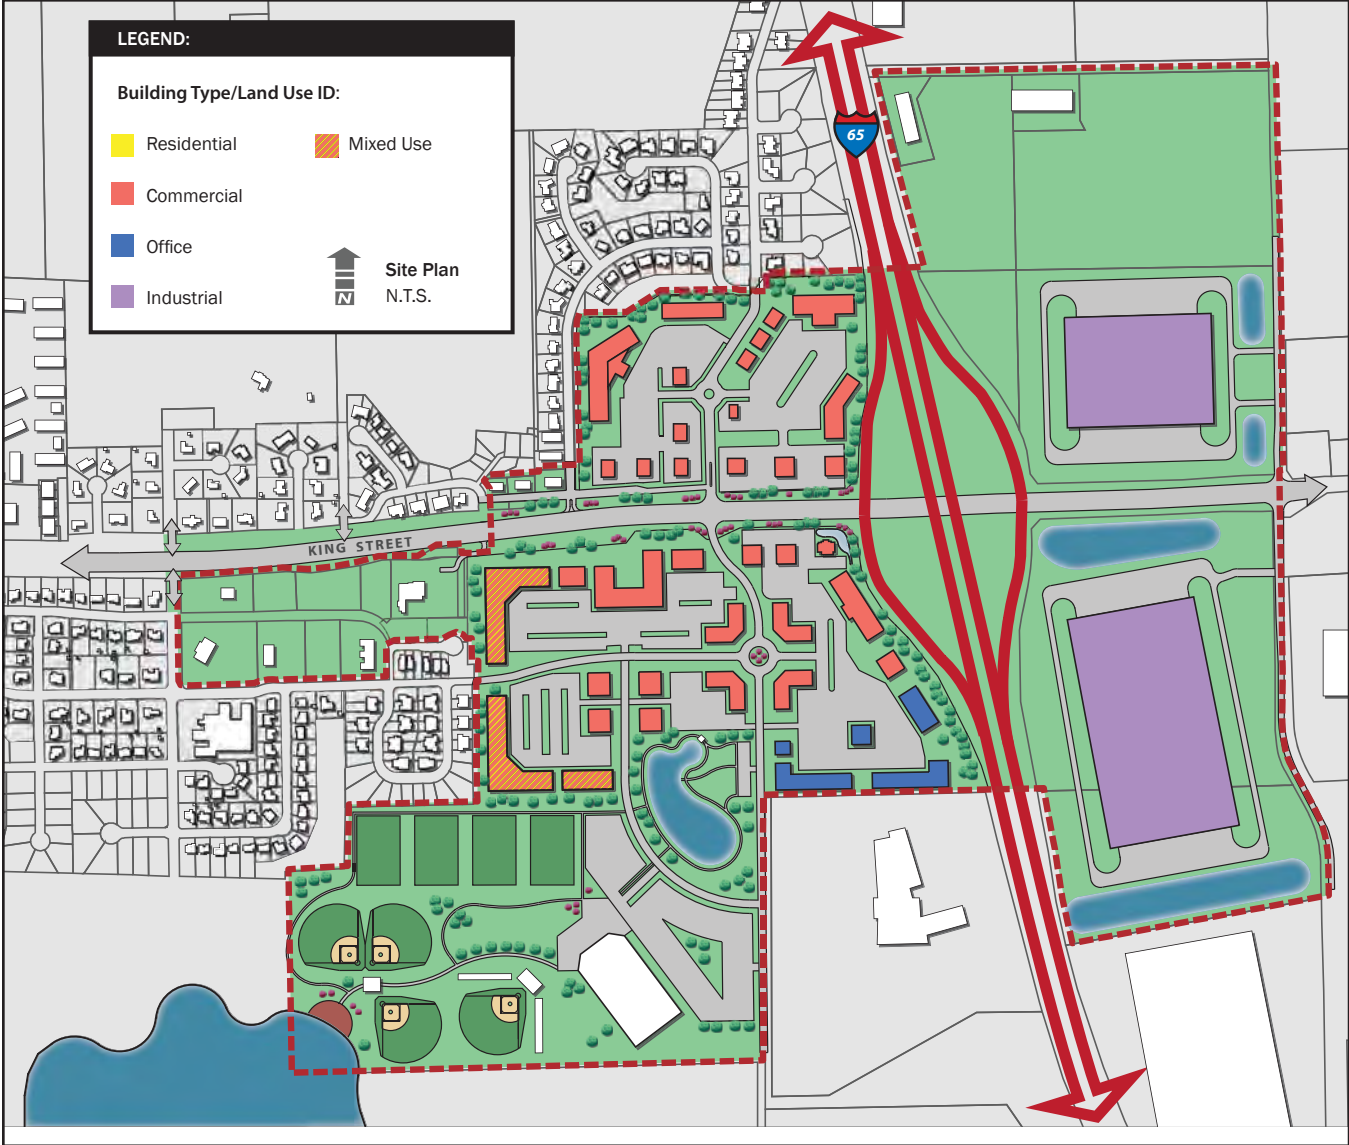 LEGEND:
Building Type/Land Use ID:
Residential
Mixed Use
Commercial
Office
Industrial
Site Plan
N.T.S.
N
65
KING STREET